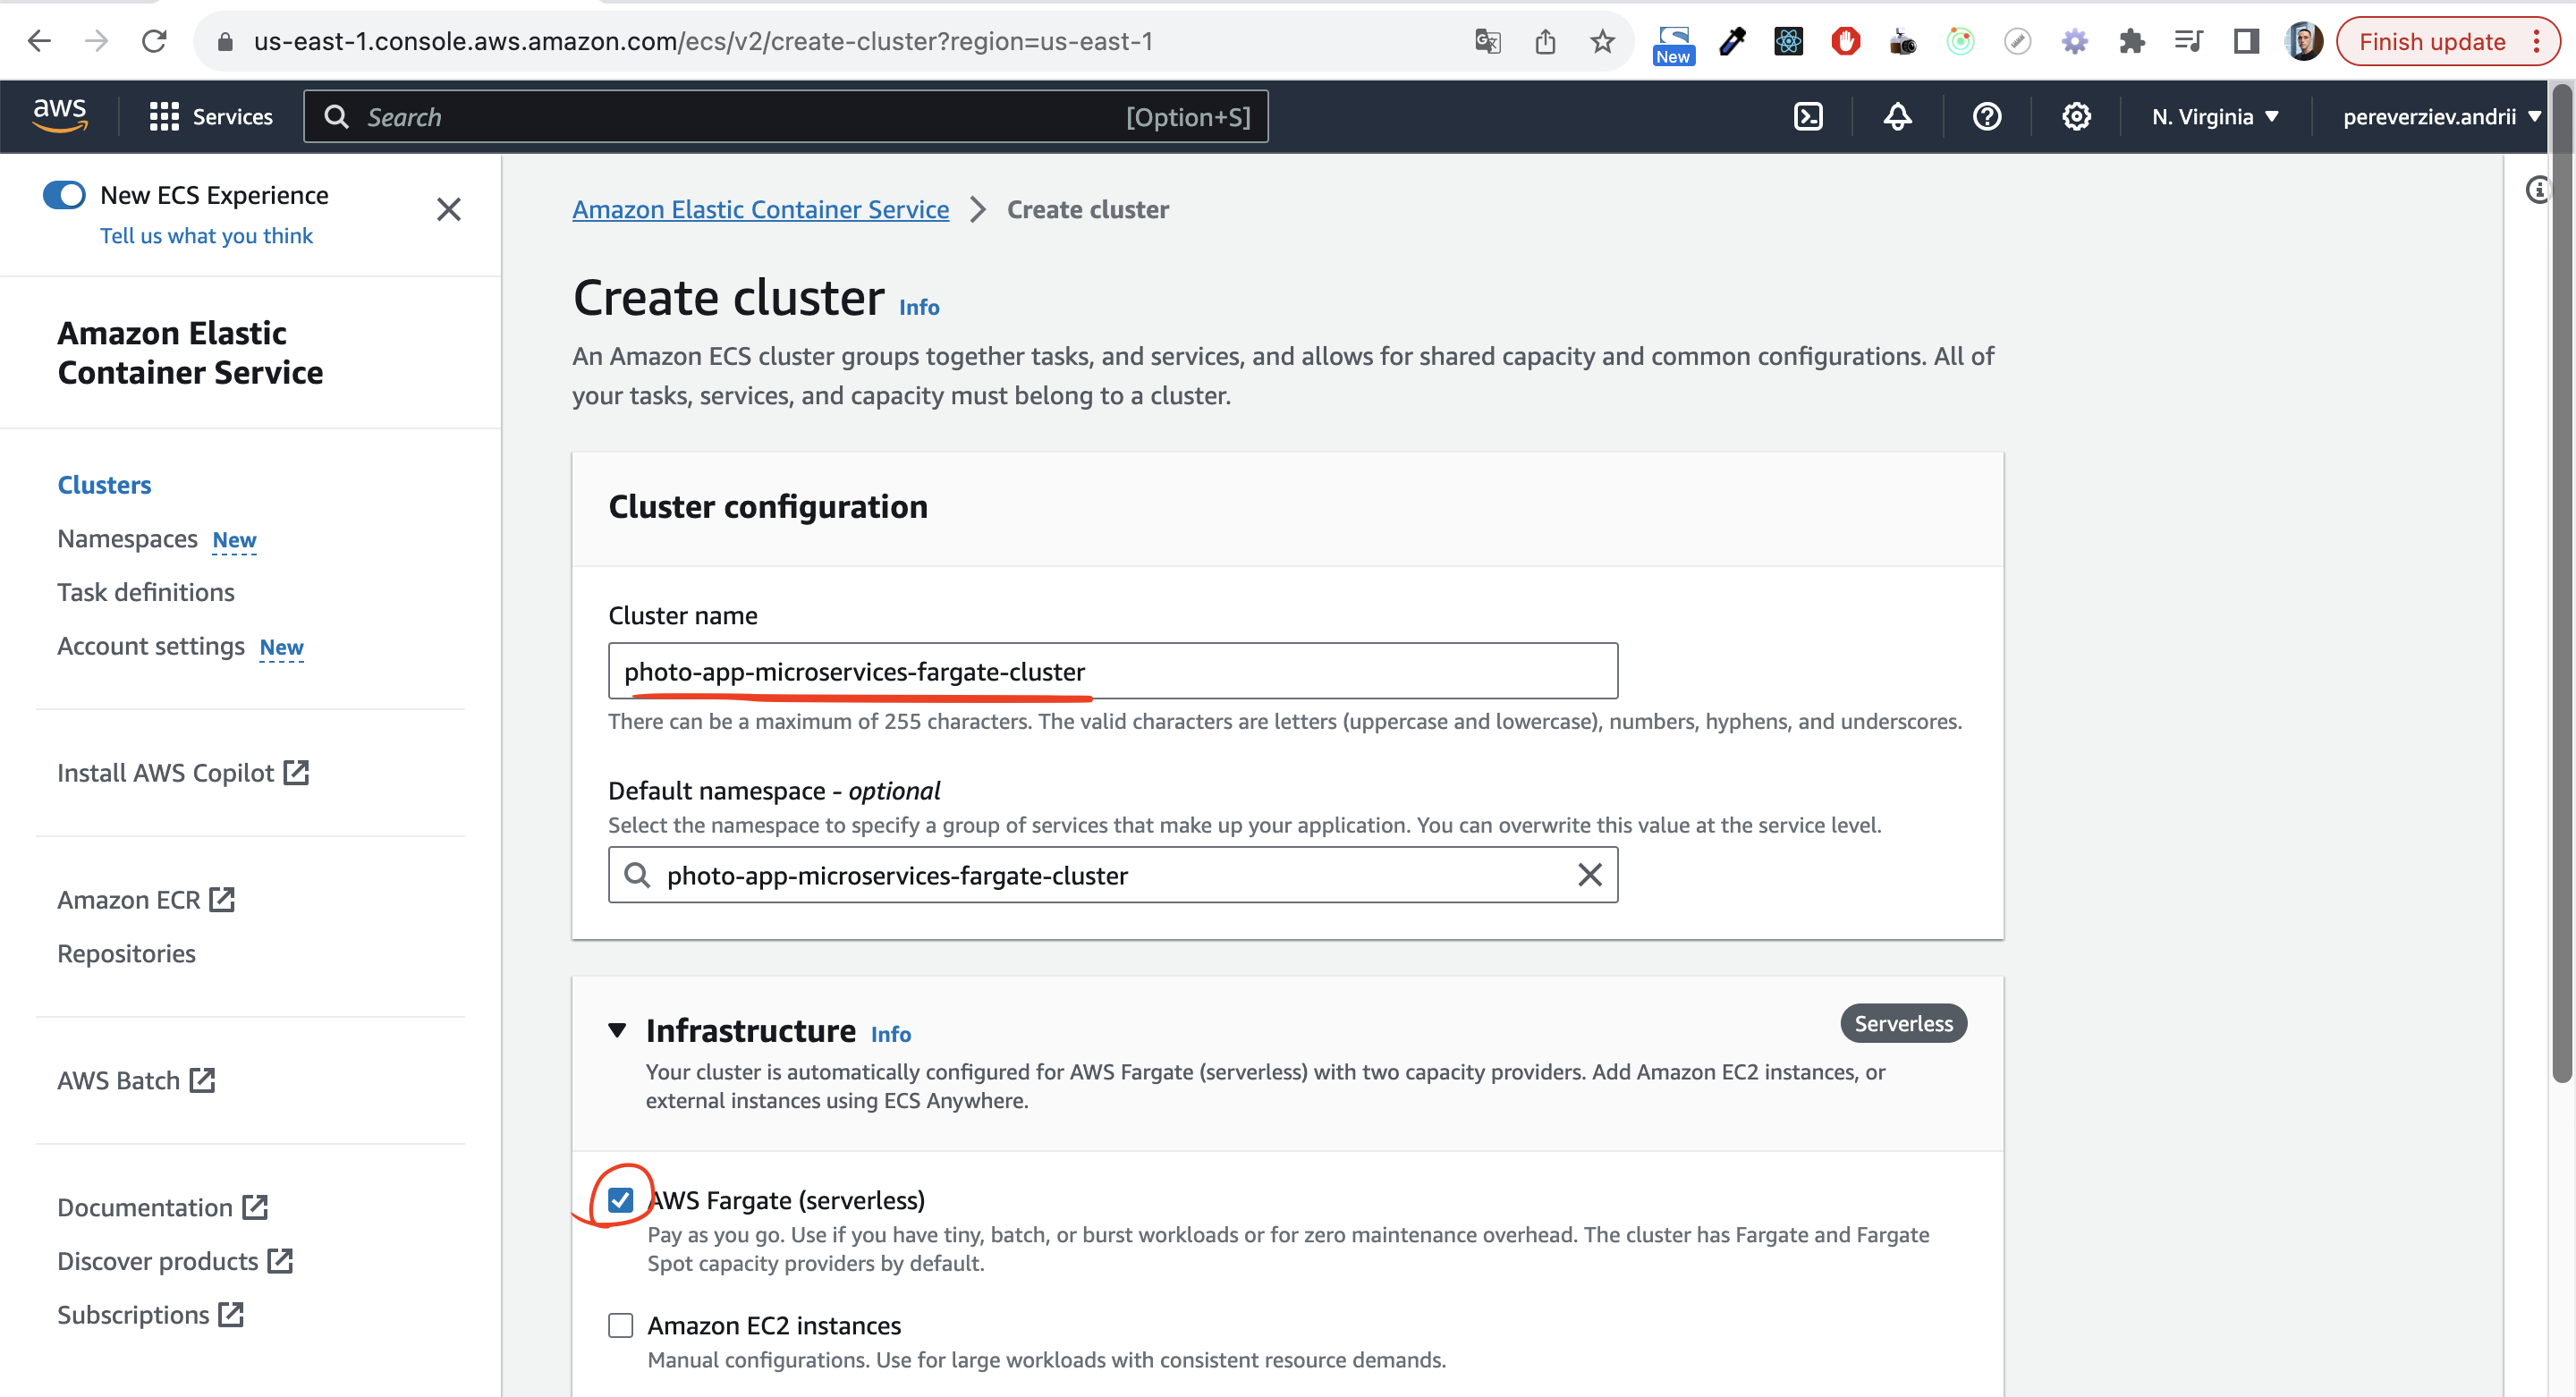 us-east-1.console.aws.amazon.com/ecs/v2/create-cluster?region=us-east-1
New
Finish update
aws
Services
Search
[Option+S]
N. Virginia
pereverziev.andrii
New ECS Experience
Tell us what you think
Amazon Elastic
Container Service
Clusters
Namespaces New
Task definitions
Account settings New
Install AWS Copilot
Amazon ECR
Repositories
AWS Batch
Documentation
Discover products
Subscriptions
Amazon Elastic Container Service
Create cluster
Create cluster Info
An Amazon ECS cluster groups together tasks, and services, and allows for shared capacity and common configurations. All of
your tasks, services, and capacity must belong to a cluster.
Cluster configuration
Cluster name
photo-app-microservices-fargate-cluster
There can be a maximum of 255 characters. The valid characters are letters (uppercase and lowercase), numbers, hyphens, and underscores.
Default namespace - optional
Select the namespace to specify a group of services that make up your application. You can overwrite this value at the service level.
photo-app-microservices-fargate-cluster
Infrastructure Info
Serverless
Your cluster is automatically configured for AWS Fargate (serverless) with two capacity providers. Add Amazon EC2 instances, or
external instances using ECS Anywhere.
AWS Fargate (serverless)
Pay as you go. Use if you have tiny, batch, or burst workloads or for zero maintenance overhead. The cluster has Fargate and Fargate
Spot capacity providers by default.
Amazon EC2 instances
Manual configurations. Use for large workloads with consistent resource demands.